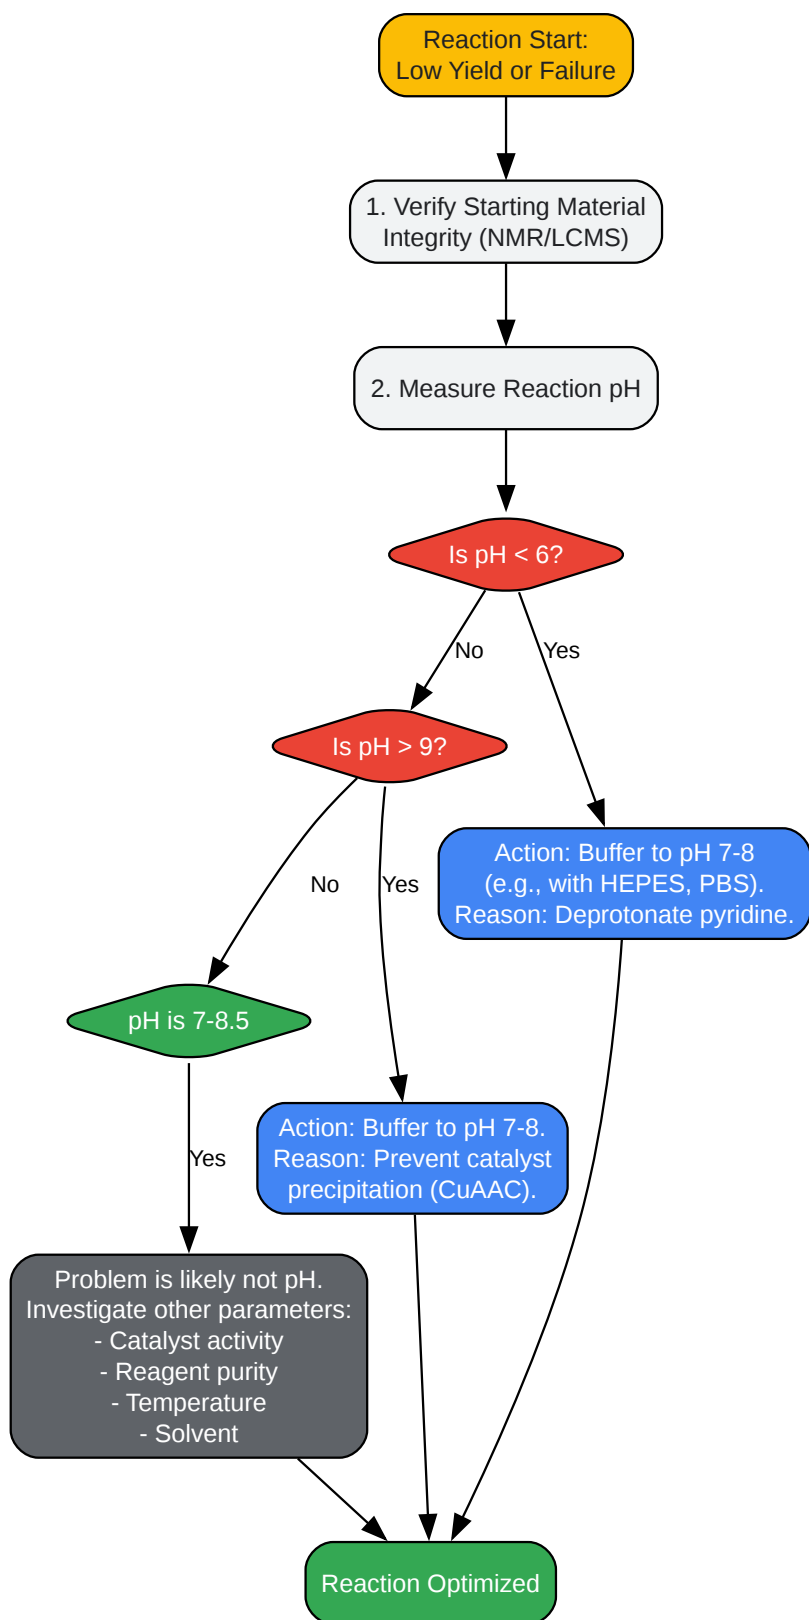 Reaction Start:
Low Yield or Failure
1. Verify Starting Material
Integrity (NMR/LCMS)
2. Measure Reaction pH
Is pH < 6?
No
Yes
Is pH > 9?
Action: Buffer to pH 7-8
(e.g., with HEPES, PBS).
Reason: Deprotonate pyridine.
No
Yes
pH is 7-8.5
Action: Buffer to pH 7-8.
Reason: Prevent catalyst
precipitation (CuAAC).
Yes
Problem is likely not pH.
Investigate other parameters:
- Catalyst activity
- Reagent purity
- Temperature
- Solvent
Reaction Optimized